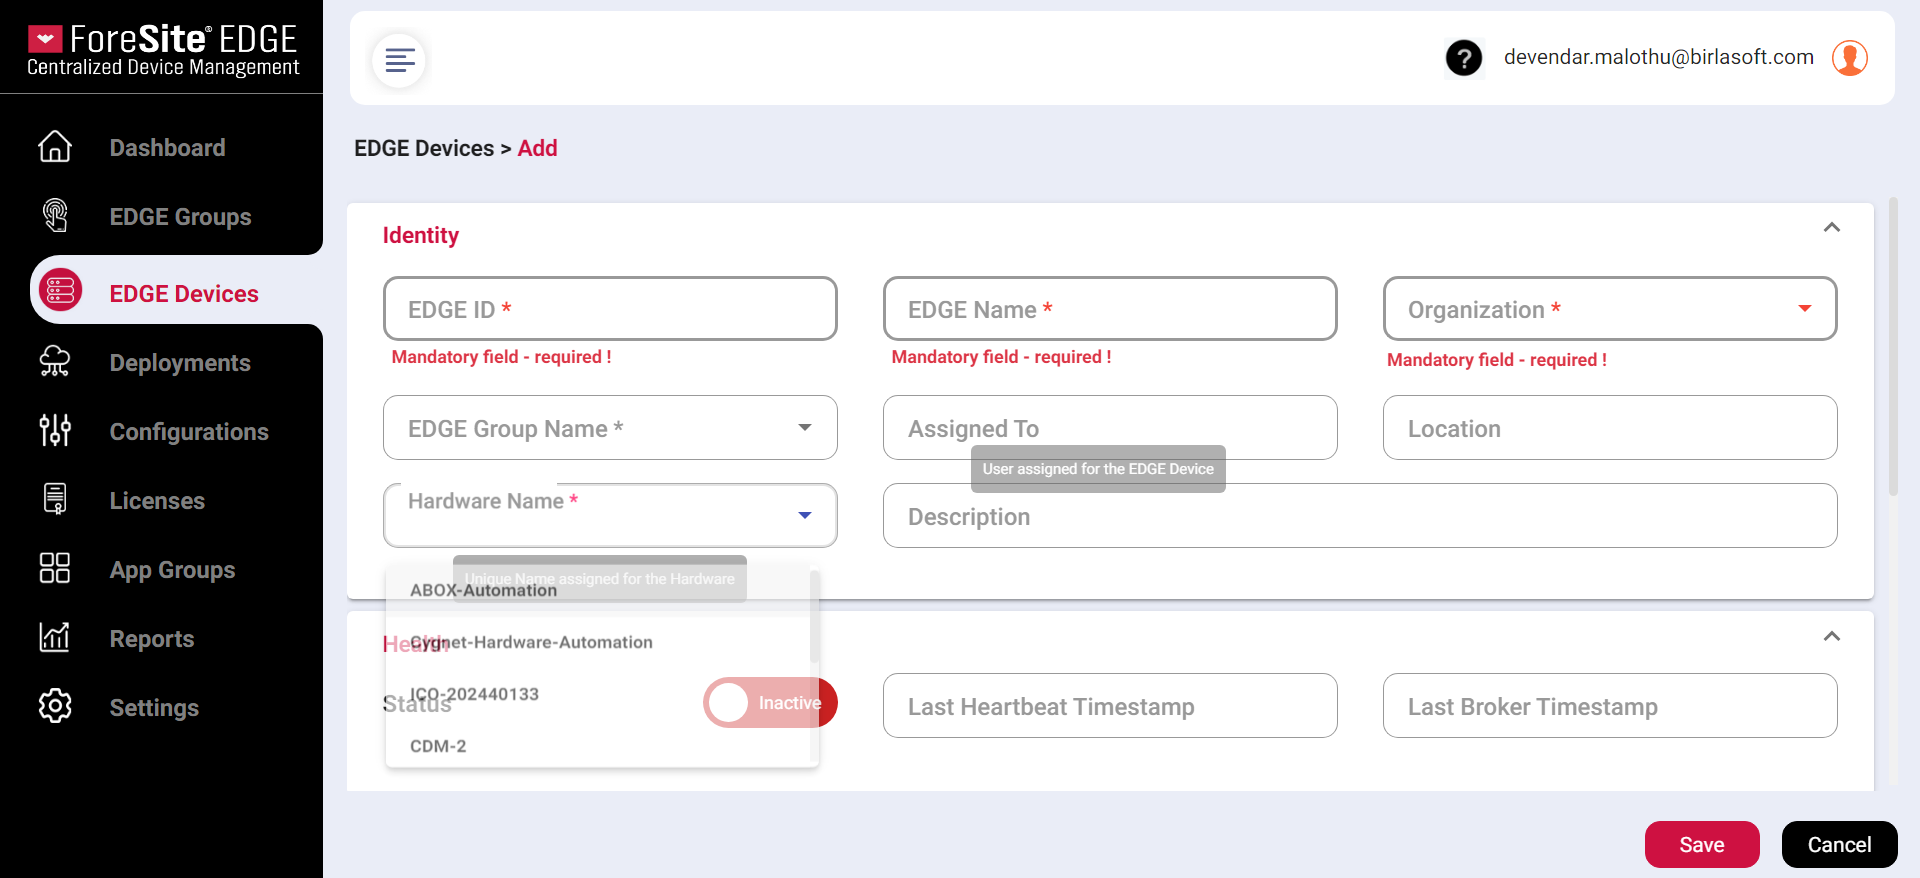 ForeSite® EDGE
Centralized Device Management
?
devendar.malothu@birlasoft.com
Dashboard
EDGE Groups
EDGE Devices
Deployments
Configurations
Licenses
App Groups
Reports
Settings
EDGE Devices > Add
Identity
EDGE ID *
EDGE Name *
Organization *
Mandatory field - required !
Mandatory field - required !
Mandatory field - required !
EDGE Group Name *
Assigned To
Location
User assigned for the EDGE Device
Hardware Name *
Description
Unique Name assigned for the Hardware
ABOX-Automation
Health
Cygnet-Hardware-Automation
ICO-202440133
Status
Inactive
Last Heartbeat Timestamp
Last Broker Timestamp
CDM-2
Save
Cancel